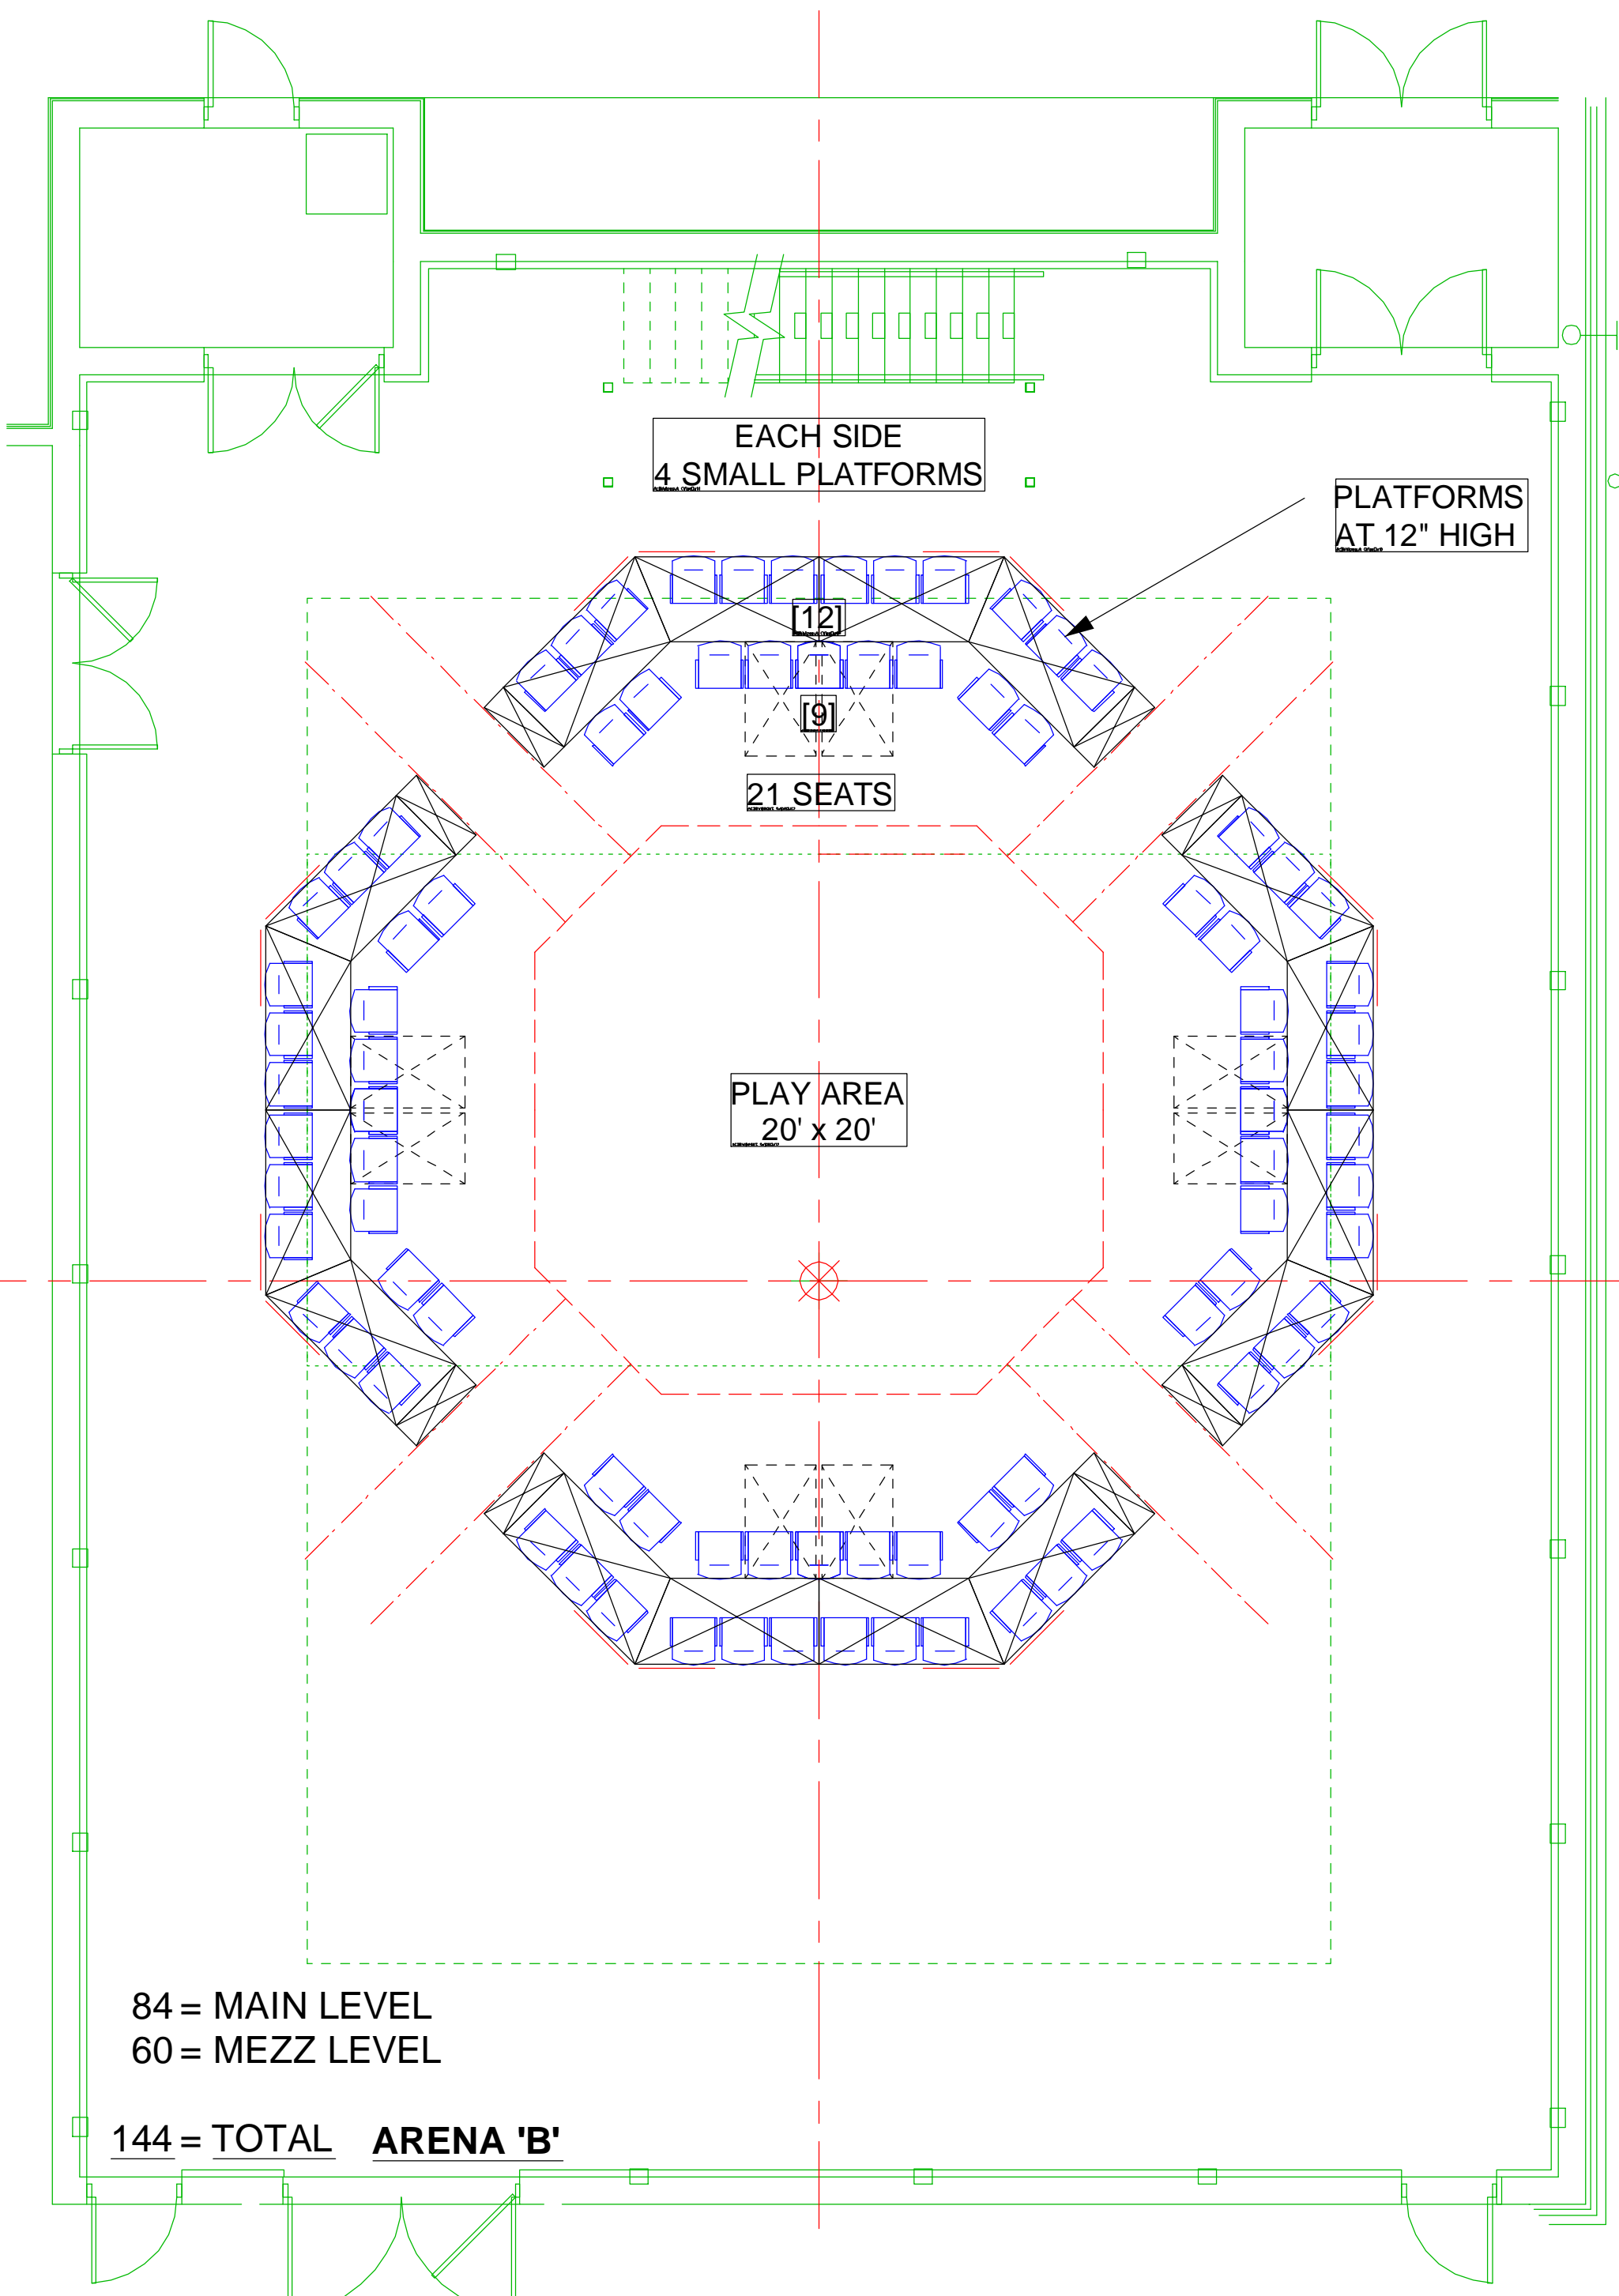 EACH SIDE
4 SMALL PLATFORMS
PLATFORMS
AT 12" HIGH
[12]
[9]
21 SEATS
PLAY AREA
20' x 20'
84 = MAIN LEVEL
60 = MEZZ LEVEL
144 = TOTAL ARENA 'B'